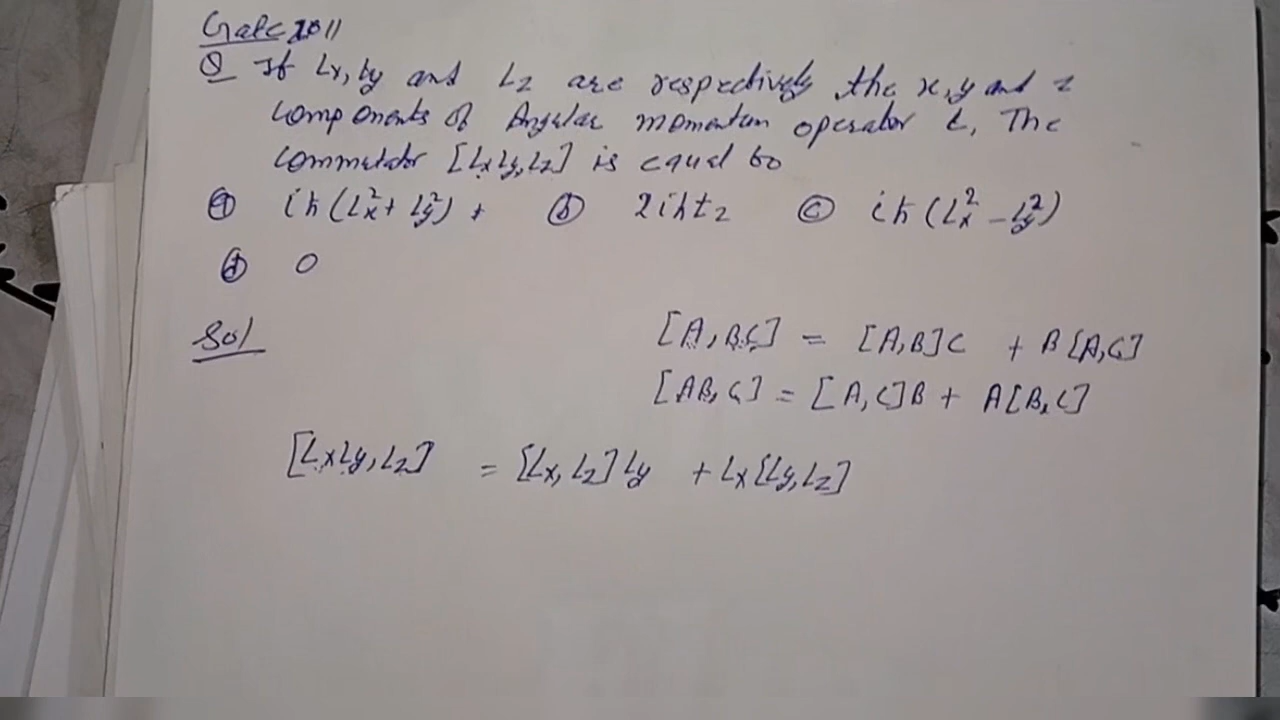 Gate 2011
Q If Lx, Ly and Lz are respectively the x, y and z
components of Angular momentum operator L, The
commutator [LxLy, Lz] is equal to
ⓐ iħ(Lx² + Ly²) + ⓑ 2iħLz ⓒ iħ(Lx² - Ly²)
ⓓ 0
Sol
[A, BC] = [A,B]C + B[A,C]
[AB, C] = [A,C]B + A[B,C]
[LxLy, Lz] = [Lx, Lz]Ly + Lx[Ly, Lz]